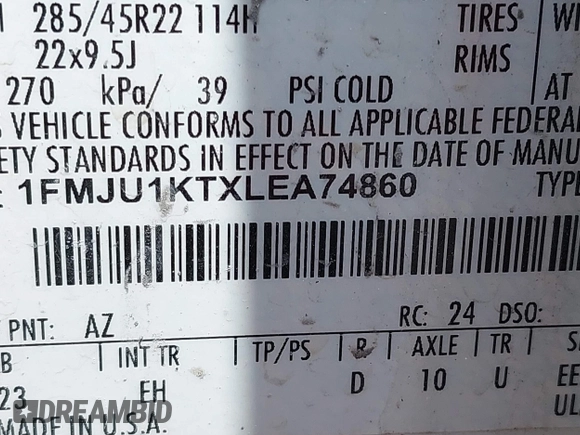 285/45R22 114H TIRES
22x9.5J RIMS
270 kPa/ 39 PSI COLD AT
VEHICLE CONFORMS TO ALL APPLICABLE FEDERAL
STANDARDS IN EFFECT ON THE DATE OF
1FMJU1KTXLEA74860 TYPE
PNT: AZ RC: 24 DSO:
INT TR TP/PS R AXLE TR
23 EH D 10 U
MADE IN U.S.A.
DREAMBID